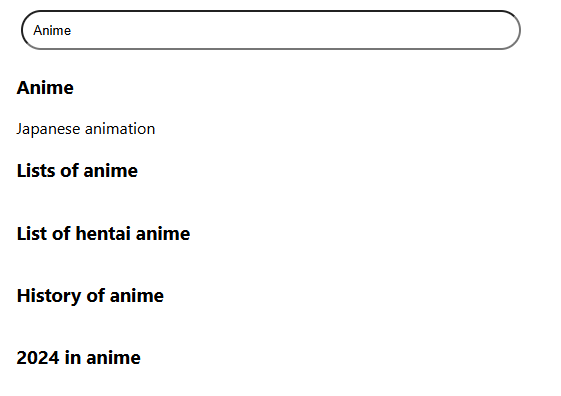 Anime
Anime
Japanese animation
Lists of anime
List of hentai anime
History of anime
2024 in anime